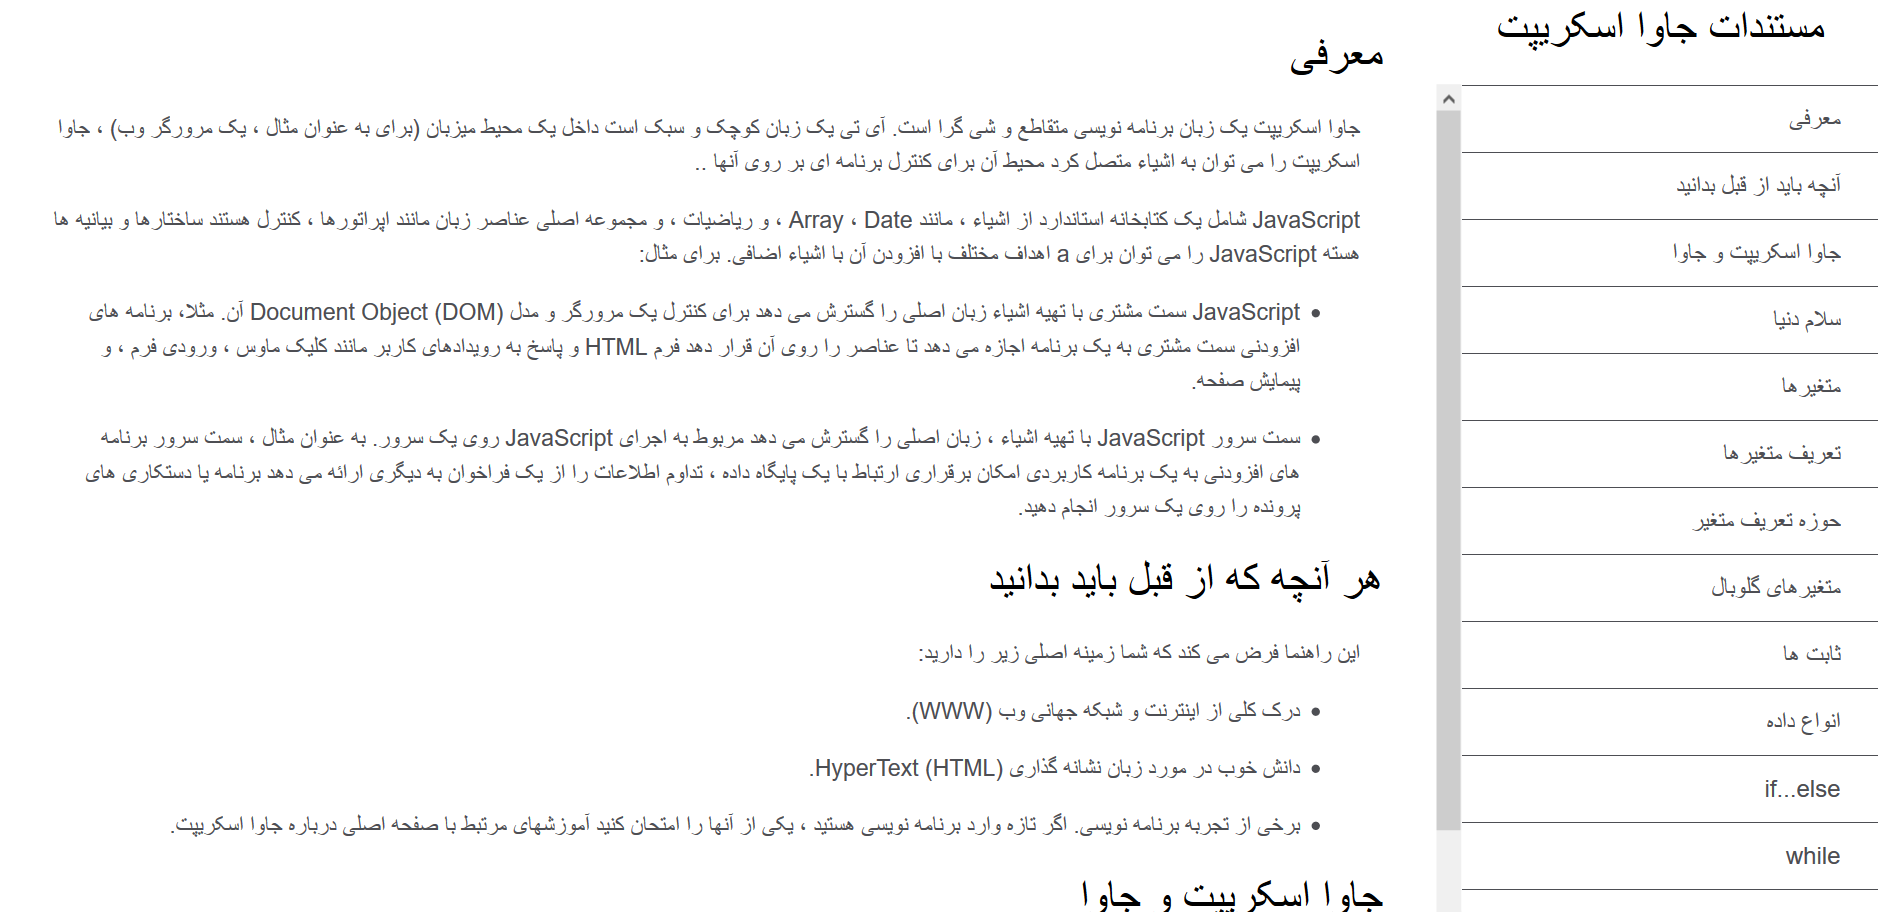 مستندات جاوا اسکریپت
معرفی
آنچه باید از قبل بدانید
جاوا اسکریپت و جاوا
سلام دنیا
متغیرها
تعریف متغیرها
حوزه تعریف متغیر
متغیرهای گلوبال
ثابت ها
انواع داده
if...else
while
معرفی
جاوا اسکریپت یک زبان برنامه نویسی متقاطع و شی گرا است. آی تی یک زبان کوچک و سبک است داخل یک محیط میزبان (برای به عنوان مثال ، یک مرورگر وب) ، جاوا
اسکریپت را می توان به اشیاء متصل کرد محیط آن برای کنترل برنامه ای بر روی آنها ..
JavaScript شامل یک کتابخانه استاندارد از اشیاء ، مانند Array ، Date ، و ریاضیات ، و مجموعه اصلی عناصر زبان مانند اپراتورها ، کنترل هستند ساختارها و بیانیه ها
هسته JavaScript را می توان برای a اهداف مختلف با افزودن آن با اشیاء اضافی. برای مثال:
• JavaScript سمت مشتری با تهیه اشیاء زبان اصلی را گسترش می دهد برای کنترل یک مرورگر و مدل Document Object (DOM) آن. مثلا، برنامه های
افزودنی سمت مشتری به یک برنامه اجازه می دهد تا عناصر را روی آن قرار دهد فرم HTML و پاسخ به رویدادهای کاربر مانند کلیک ماوس ، ورودی فرم ، و
پیمایش صفحه.
• سمت سرور JavaScript با تهیه اشیاء ، زبان اصلی را گسترش می دهد مربوط به اجرای JavaScript روی یک سرور. به عنوان مثال ، سمت سرور برنامه
های افزودنی به یک برنامه کاربردی امکان برقراری ارتباط با یک پایگاه داده ، تداوم اطلاعات را از یک فراخوان به دیگری ارائه می دهد برنامه یا دستکاری های
پرونده را روی یک سرور انجام دهید.
هر آنچه که از قبل باید بدانید
این راهنما فرض می کند که شما زمینه اصلی زیر را دارید:
• درک کلی از اینترنت و شبکه جهانی وب (WWW).
• دانش خوب در مورد زبان نشانه گذاری HyperText (HTML).
• برخی از تجربه برنامه نویسی. اگر تازه وارد برنامه نویسی هستید ، یکی از آنها را امتحان کنید آموزشهای مرتبط با صفحه اصلی درباره جاوا اسکریپت.
جاوا اسکریپت و جاوا